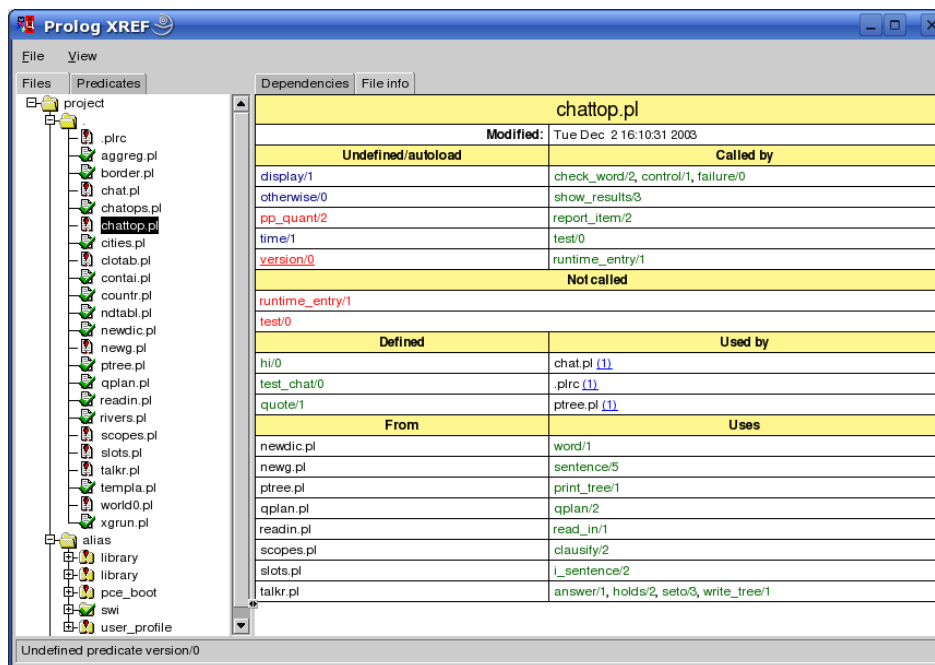 Prolog XREF
File View
Files Predicates
project
.
.plrc
aggreg.pl
border.pl
chat.pl
chatops.pl
chattop.pl
cities.pl
clotab.pl
contai.pl
countr.pl
ndtabl.pl
newdic.pl
newg.pl
ptree.pl
qplan.pl
readin.pl
rivers.pl
scopes.pl
slots.pl
talkr.pl
templa.pl
world0.pl
xgrun.pl
alias
library
library
pce_boot
swi
user_profile
Dependencies File info
chattop.pl
Modified: Tue Dec 2 16:10:31 2003
Undefined/autoload Called by
display/1 check_word/2, control/1, failure/0
otherwise/0 show_results/3
pp_quant/2 report_item/2
time/1 test/0
version/0 runtime_entry/1
Not called
runtime_entry/1
test/0
Defined Used by
hi/0 chat.pl (1)
test_chat/0 .plrc (1)
quote/1 ptree.pl (1)
From Uses
newdic.pl word/1
newg.pl sentence/5
ptree.pl print_tree/1
qplan.pl qplan/2
readin.pl read_in/1
scopes.pl clausify/2
slots.pl i_sentence/2
talkr.pl answer/1, holds/2, seto/3, write_tree/1
Undefined predicate version/0